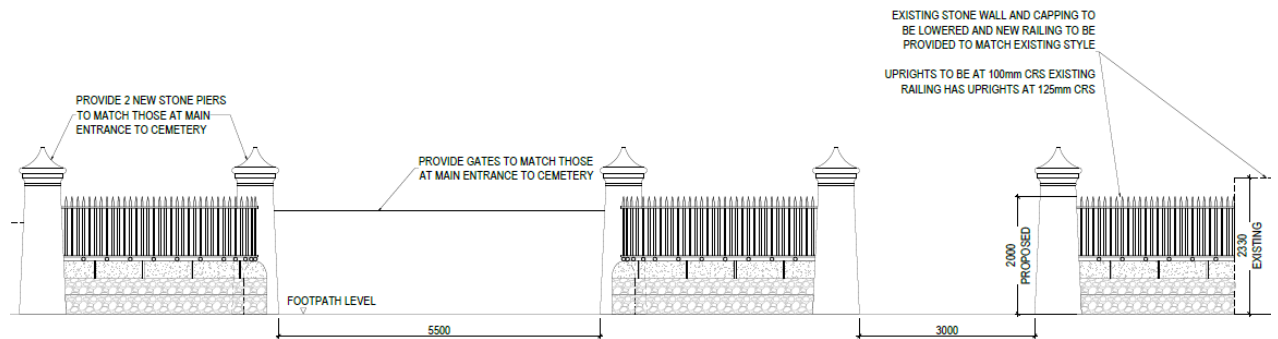 EXISTING STONE WALL AND CAPPING TO
BE LOWERED AND NEW RAILING TO BE
PROVIDED TO MATCH EXISTING STYLE
UPRIGHTS TO BE AT 100mm CRS EXISTING
RAILING HAS UPRIGHTS AT 125mm CRS
PROVIDE 2 NEW STONE PIERS
TO MATCH THOSE AT MAIN
ENTRANCE TO CEMETERY
PROVIDE GATES TO MATCH THOSE
AT MAIN ENTRANCE TO CEMETERY
2000
PROPOSED
2330
EXISTING
FOOTPATH LEVEL
5500
3000